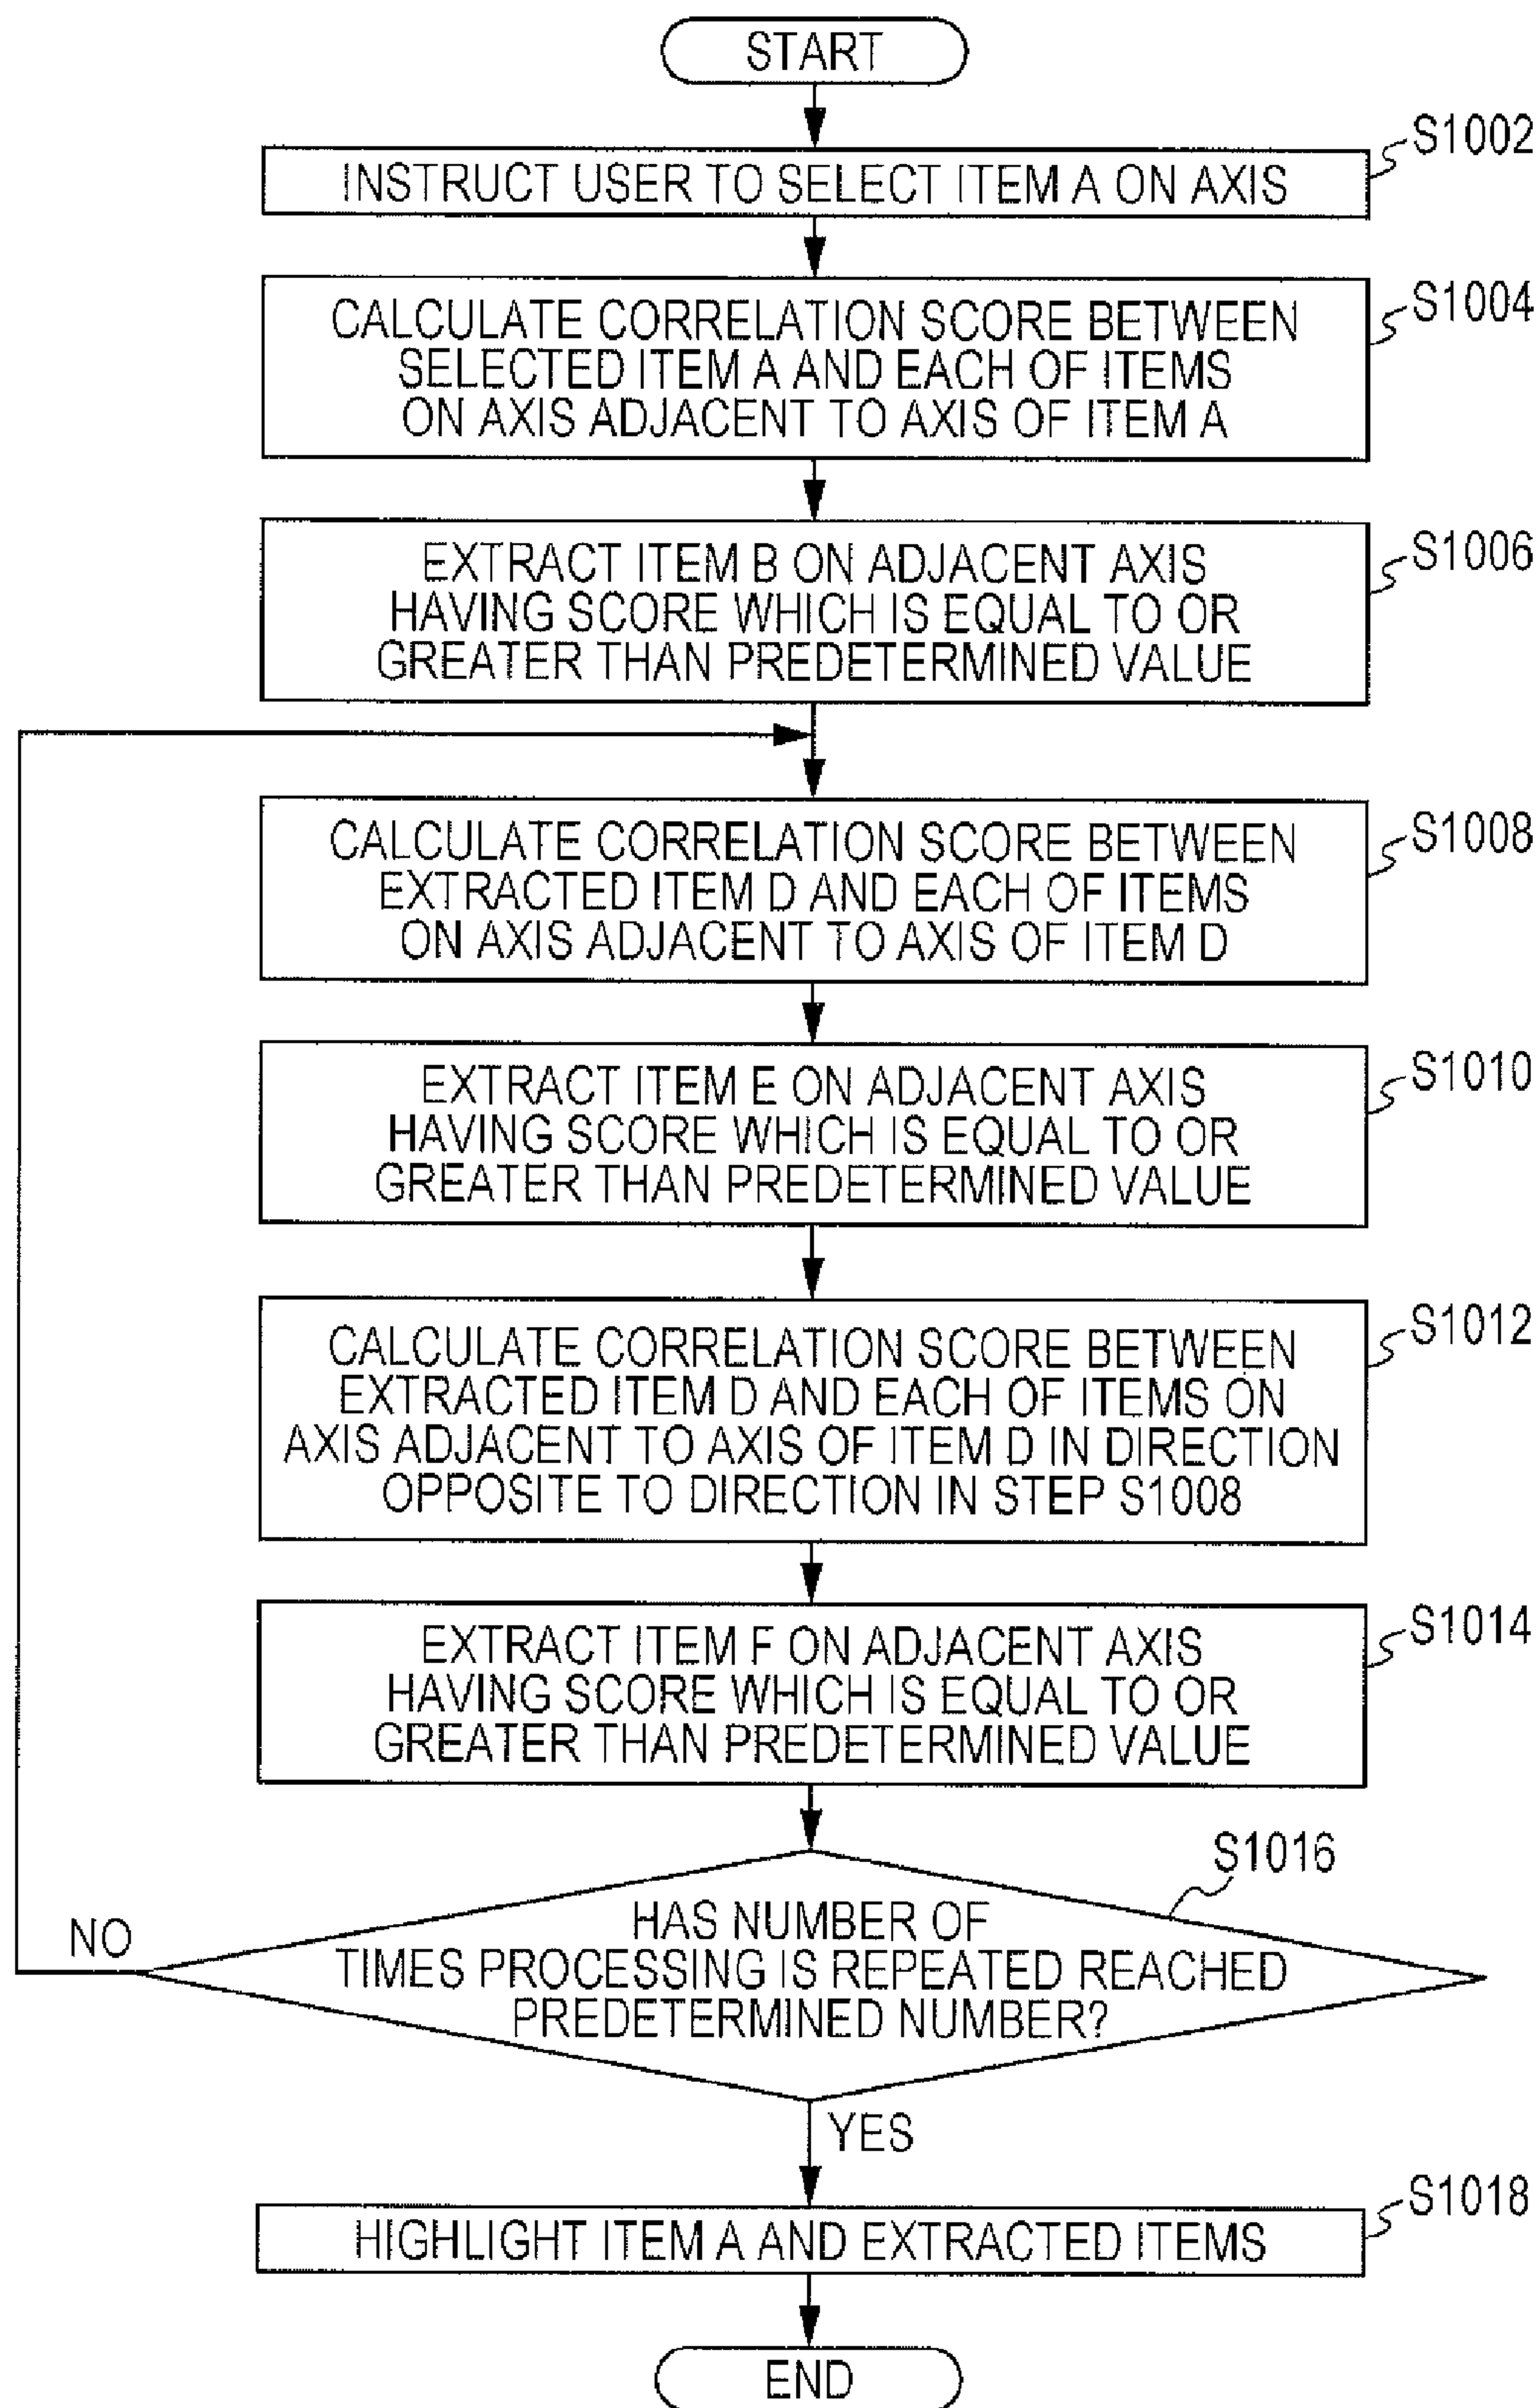 START
S1002
INSTRUCT USER TO SELECT ITEM A ON AXIS
S1004
CALCULATE CORRELATION SCORE BETWEEN
SELECTED ITEM A AND EACH OF ITEMS
ON AXIS ADJACENT TO AXIS OF ITEM A
S1006
EXTRACT ITEM B ON ADJACENT AXIS
HAVING SCORE WHICH IS EQUAL TO OR
GREATER THAN PREDETERMINED VALUE
S1008
CALCULATE CORRELATION SCORE BETWEEN
EXTRACTED ITEM D AND EACH OF ITEMS
ON AXIS ADJACENT TO AXIS OF ITEM D
S1010
EXTRACT ITEM E ON ADJACENT AXIS
HAVING SCORE WHICH IS EQUAL TO OR
GREATER THAN PREDETERMINED VALUE
S1012
CALCULATE CORRELATION SCORE BETWEEN
EXTRACTED ITEM D AND EACH OF ITEMS ON
AXIS ADJACENT TO AXIS OF ITEM D IN DIRECTION
OPPOSITE TO DIRECTION IN STEP S1008
S1014
EXTRACT ITEM F ON ADJACENT AXIS
HAVING SCORE WHICH IS EQUAL TO OR
GREATER THAN PREDETERMINED VALUE
S1016
HAS NUMBER OF
TIMES PROCESSING IS REPEATED REACHED
PREDETERMINED NUMBER?
NO
YES
S1018
HIGHLIGHT ITEM A AND EXTRACTED ITEMS
END